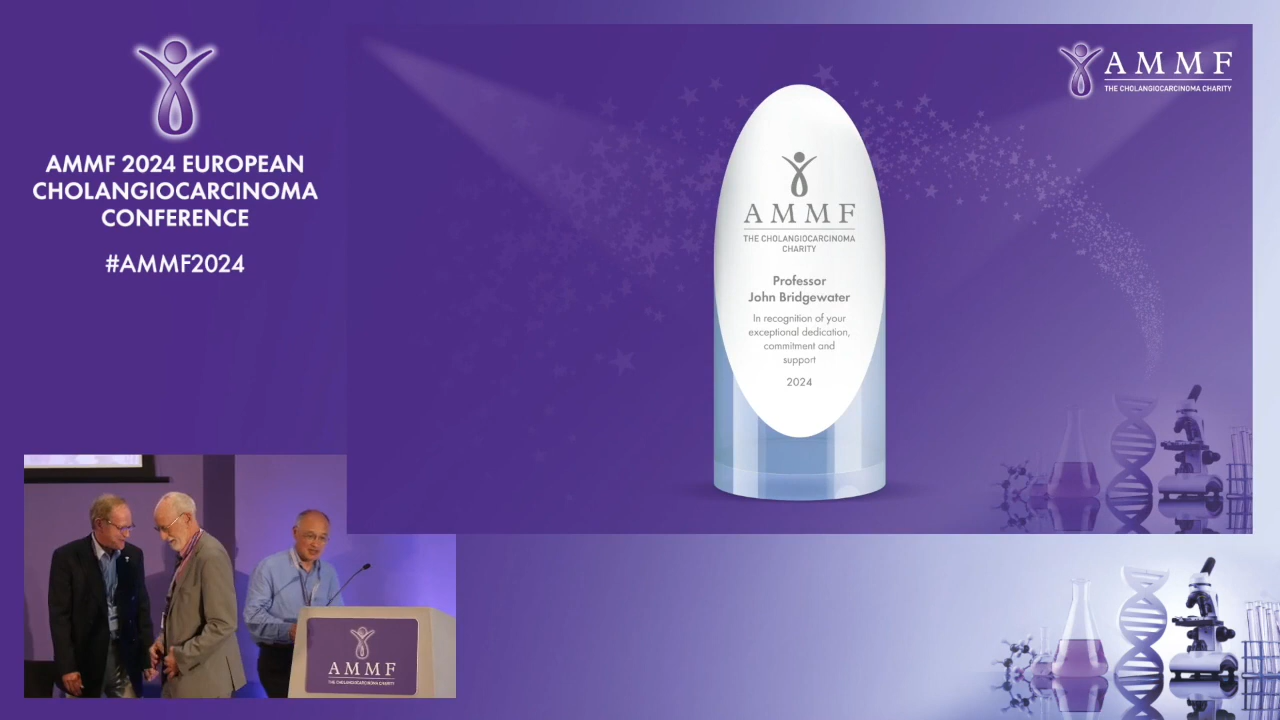 AMMF 2024 EUROPEAN
CHOLANGIOCARCINOMA
CONFERENCE
#AMMF2024
AMMF
THE CHOLANGIOCARCINOMA CHARITY
AMMF
THE CHOLANGIOCARCINOMA
CHARITY
Professor
John Bridgewater
In recognition of your
exceptional dedication,
commitment and
support
2024
AMMF
THE CHOLANGIOCARCINOMA CHARITY